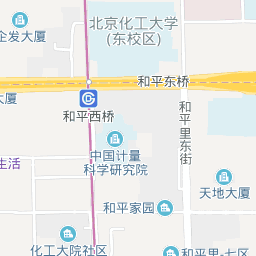 北京化工大学
(东校区)
企发大厦
和平东桥
大厦
和平西桥
和平里东街
中国计量
科学研究院
生活
天地大厦
和平家园
化工大院社区
和平里-七区